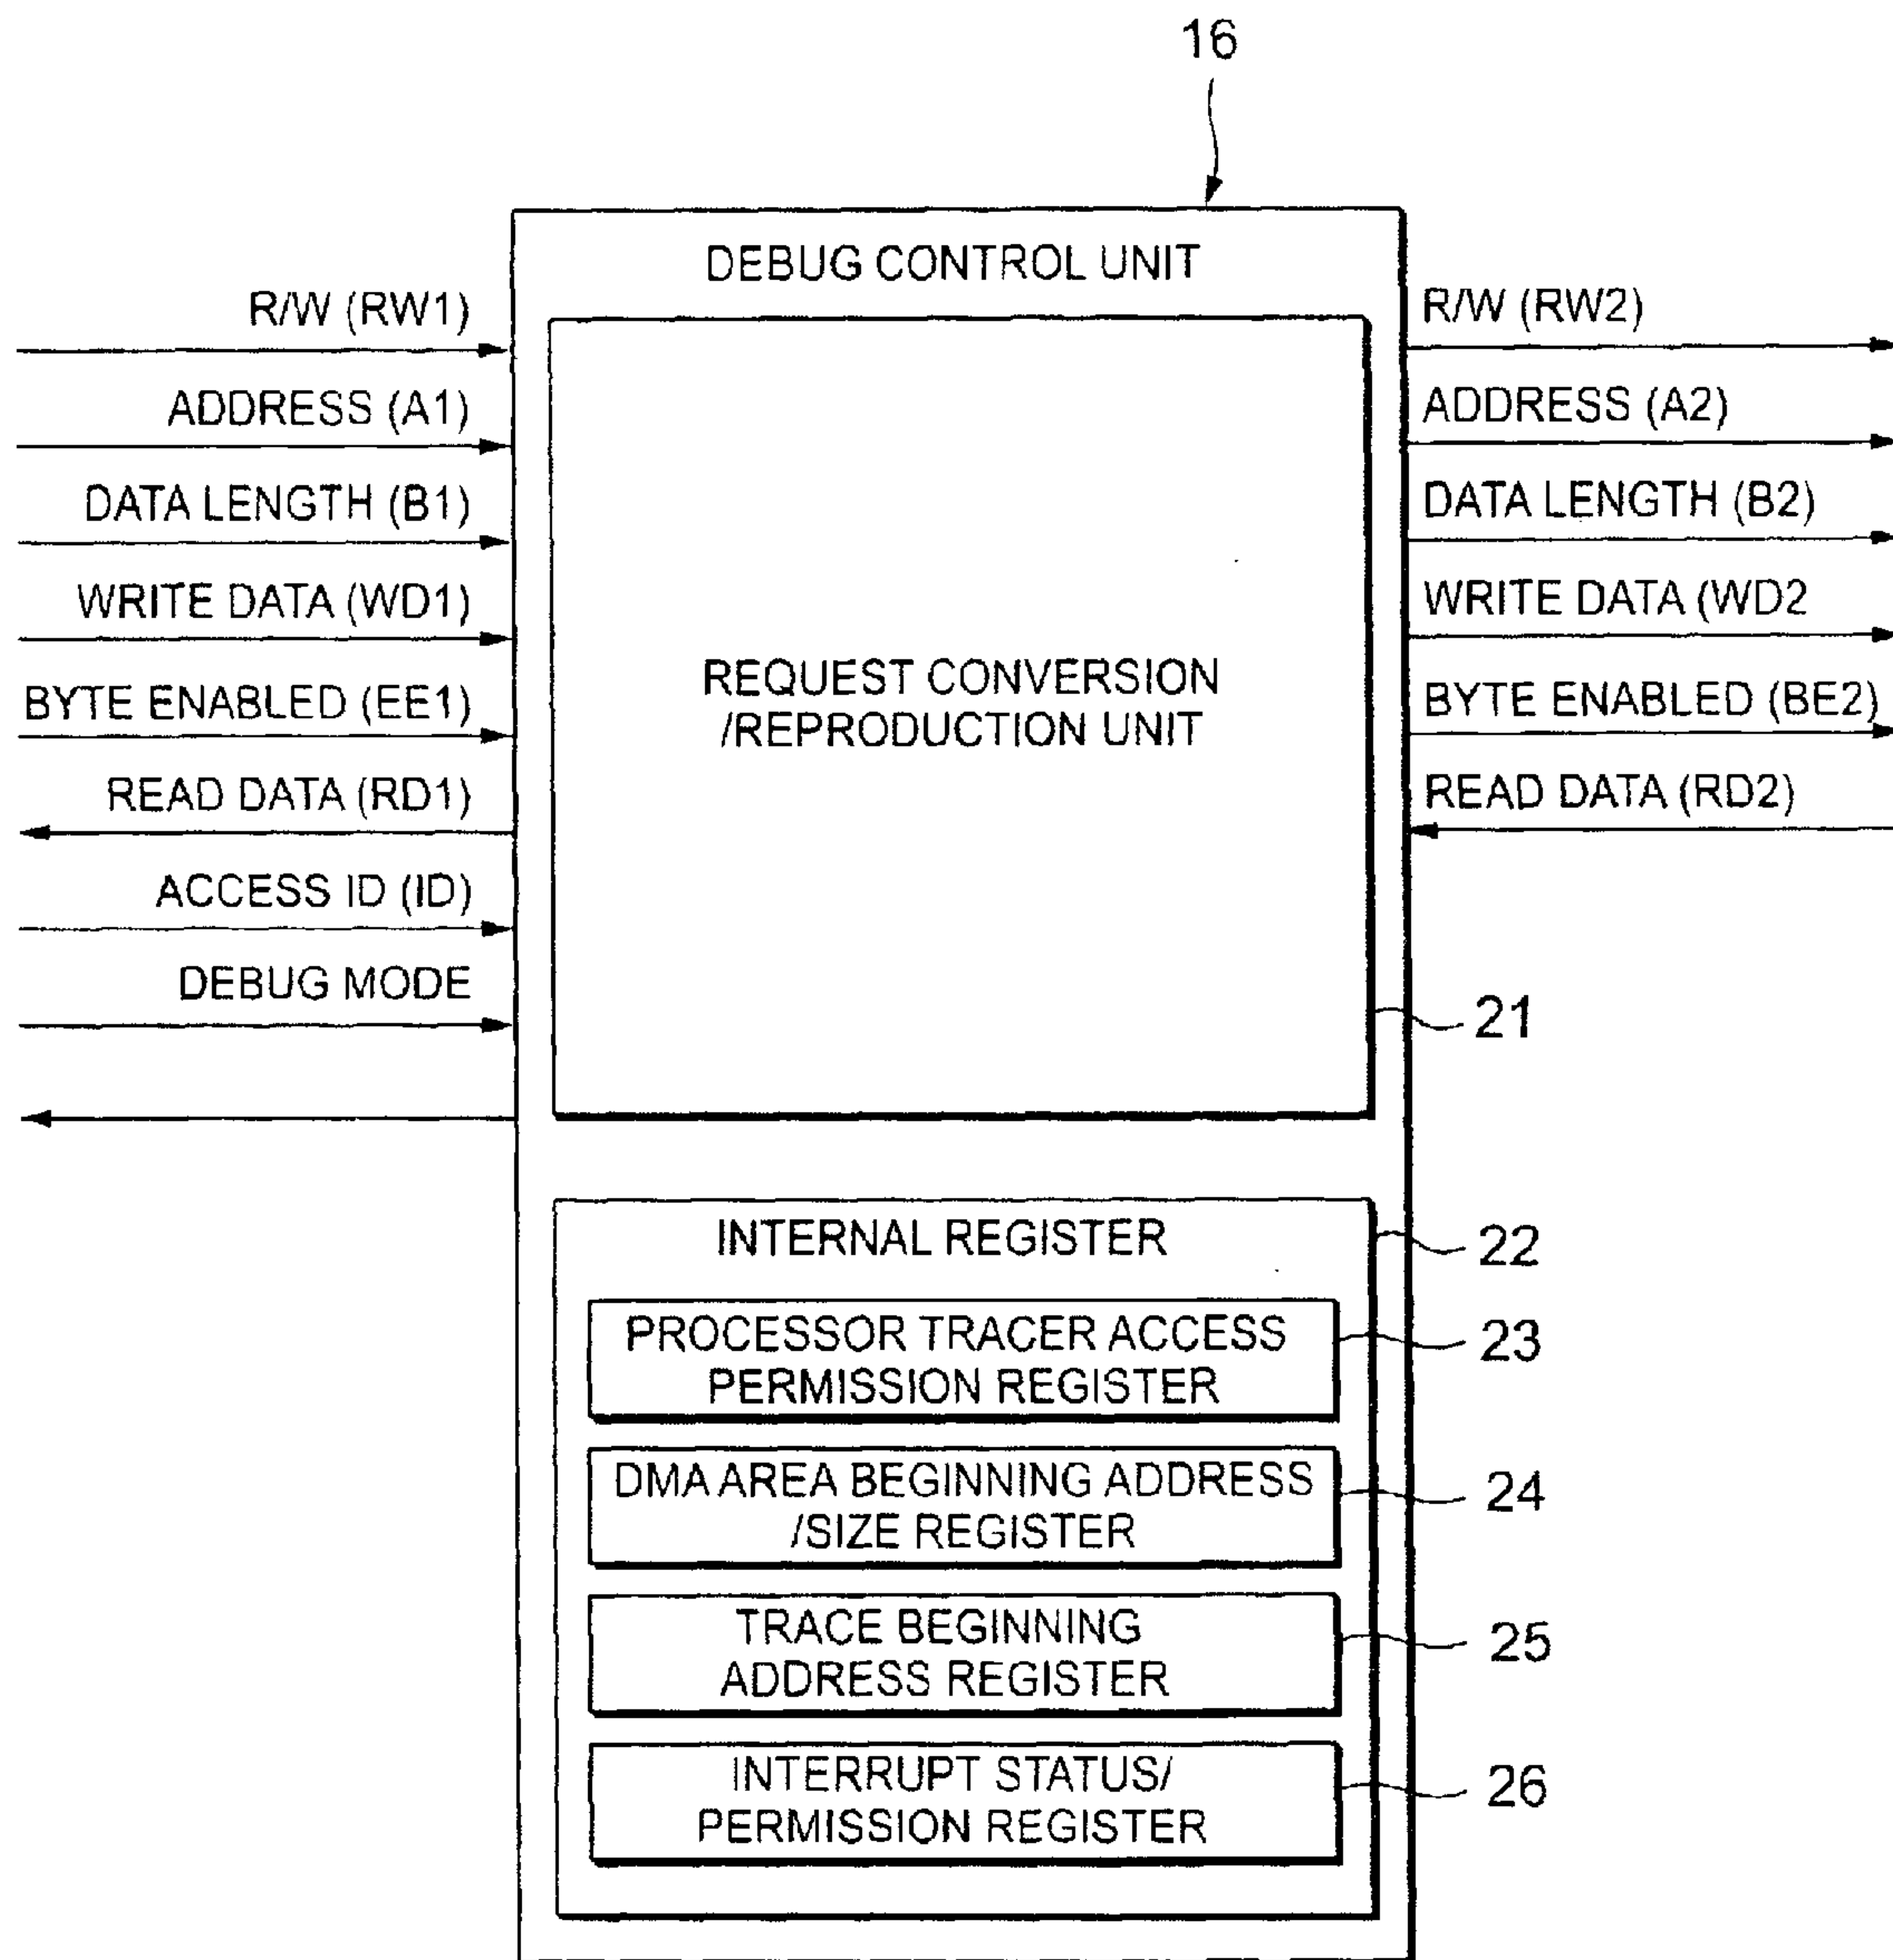 16
DEBUG CONTROL UNIT
R/W (RW1)
ADDRESS (A1)
DATA LENGTH (B1)
WRITE DATA (WD1)
BYTE ENABLED (EE1)
READ DATA (RD1)
ACCESS ID (ID)
DEBUG MODE
REQUEST CONVERSION
/REPRODUCTION UNIT
R/W (RW2)
ADDRESS (A2)
DATA LENGTH (B2)
WRITE DATA (WD2
BYTE ENABLED (BE2)
READ DATA (RD2)
21
INTERNAL REGISTER
22
PROCESSOR TRACER ACCESS
PERMISSION REGISTER
23
DMA AREA BEGINNING ADDRESS
/SIZE REGISTER
24
TRACE BEGINNING
ADDRESS REGISTER
25
INTERRUPT STATUS/
PERMISSION REGISTER
26